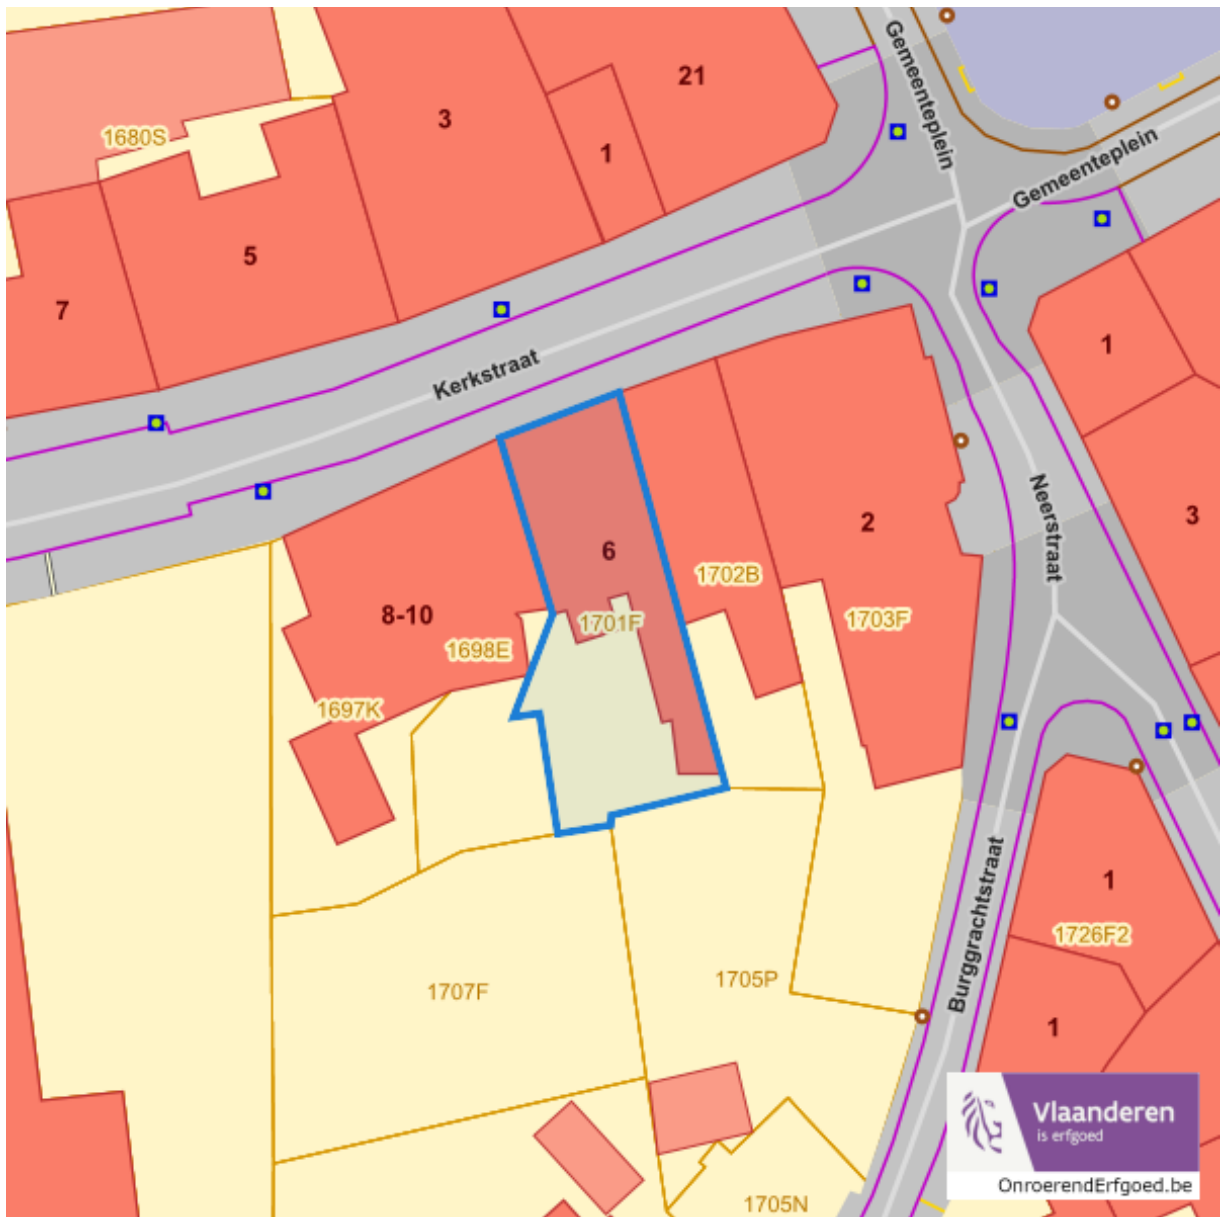 Gemeenteplein
21
3
1680S
1
Gemeenteplein
5
7
1
Kerkstraat
Neerstraat
3
2
6
1702B
8-10
1701F
1703F
1698E
1697K
1
Burggrachtstraat
1726F2
1707F
1705P
1
Vlaanderen
is erfgoed
OnroerendErfgoed.be
1705N